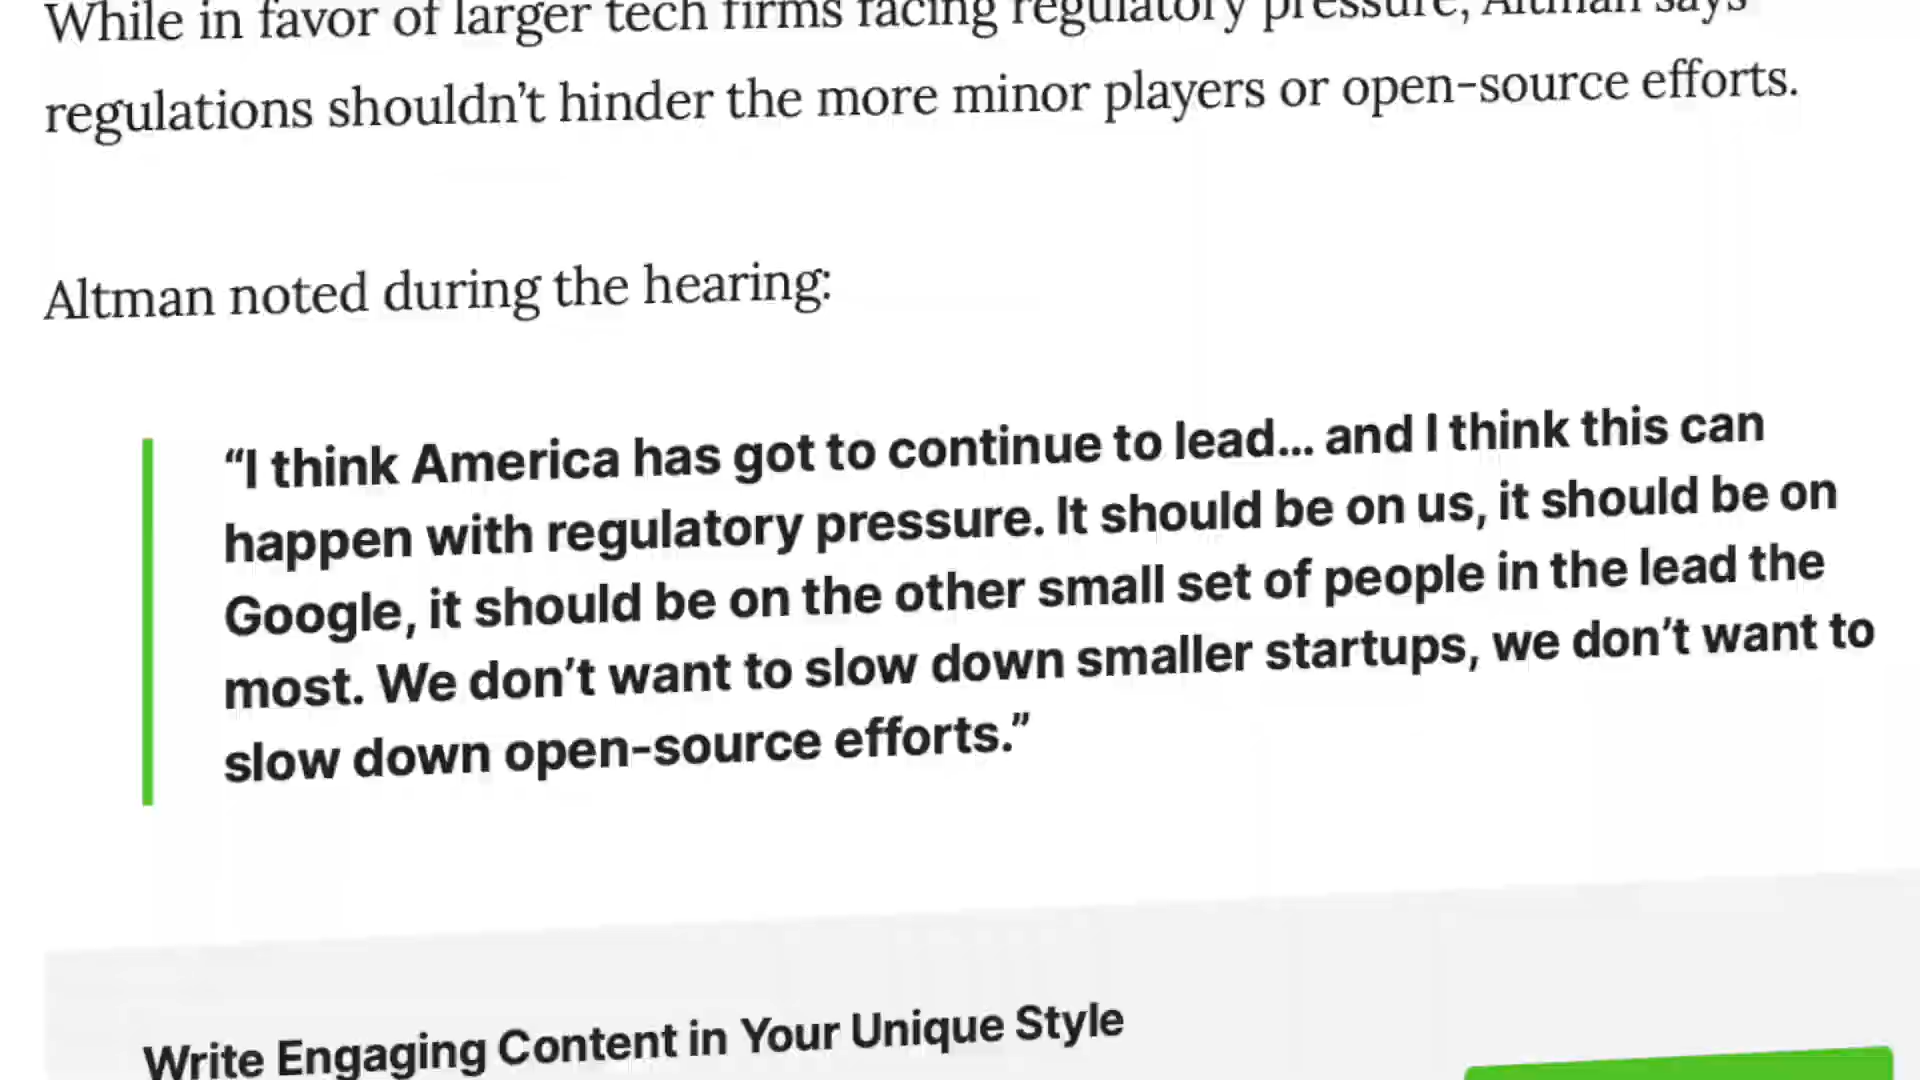 While in favor of larger tech firms facing regulatory pressure, Altman says
regulations shouldn’t hinder the more minor players or open-source efforts.
Altman noted during the hearing:
“I think America has got to continue to lead... and I think this can
happen with regulatory pressure. It should be on us, it should be on
Google, it should be on the other small set of people in the lead the
most. We don’t want to slow down smaller startups, we don’t want to
slow down open-source efforts.”
Write Engaging Content in Your Unique Style